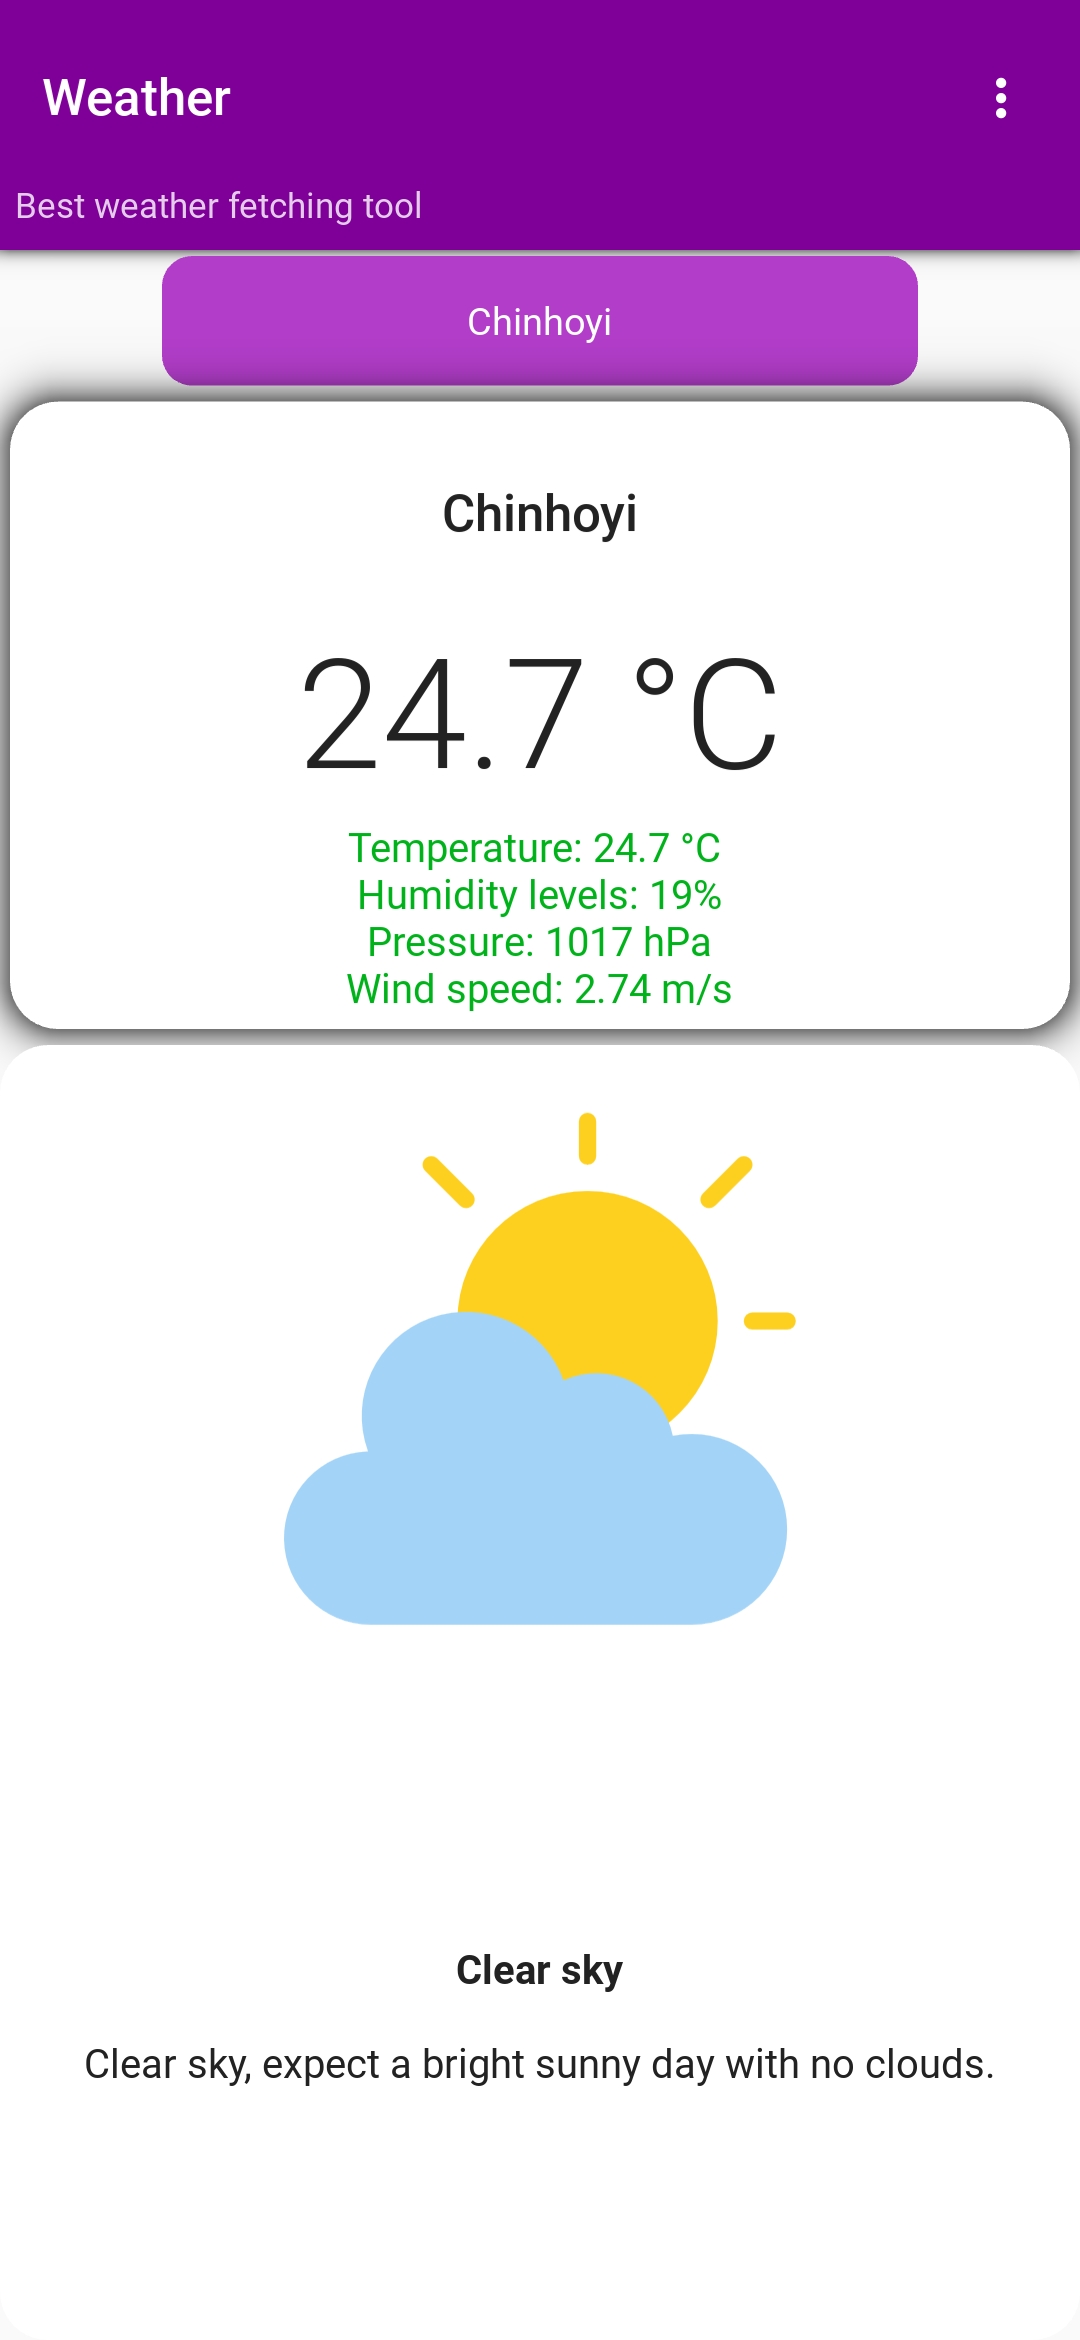 Weather
Best weather fetching tool
Chinhoyi
Chinhoyi
24.7 °C
Temperature: 24.7 °C
Humidity levels: 19%
Pressure: 1017 hPa
Wind speed: 2.74 m/s
Clear sky
Clear sky, expect a bright sunny day with no clouds.